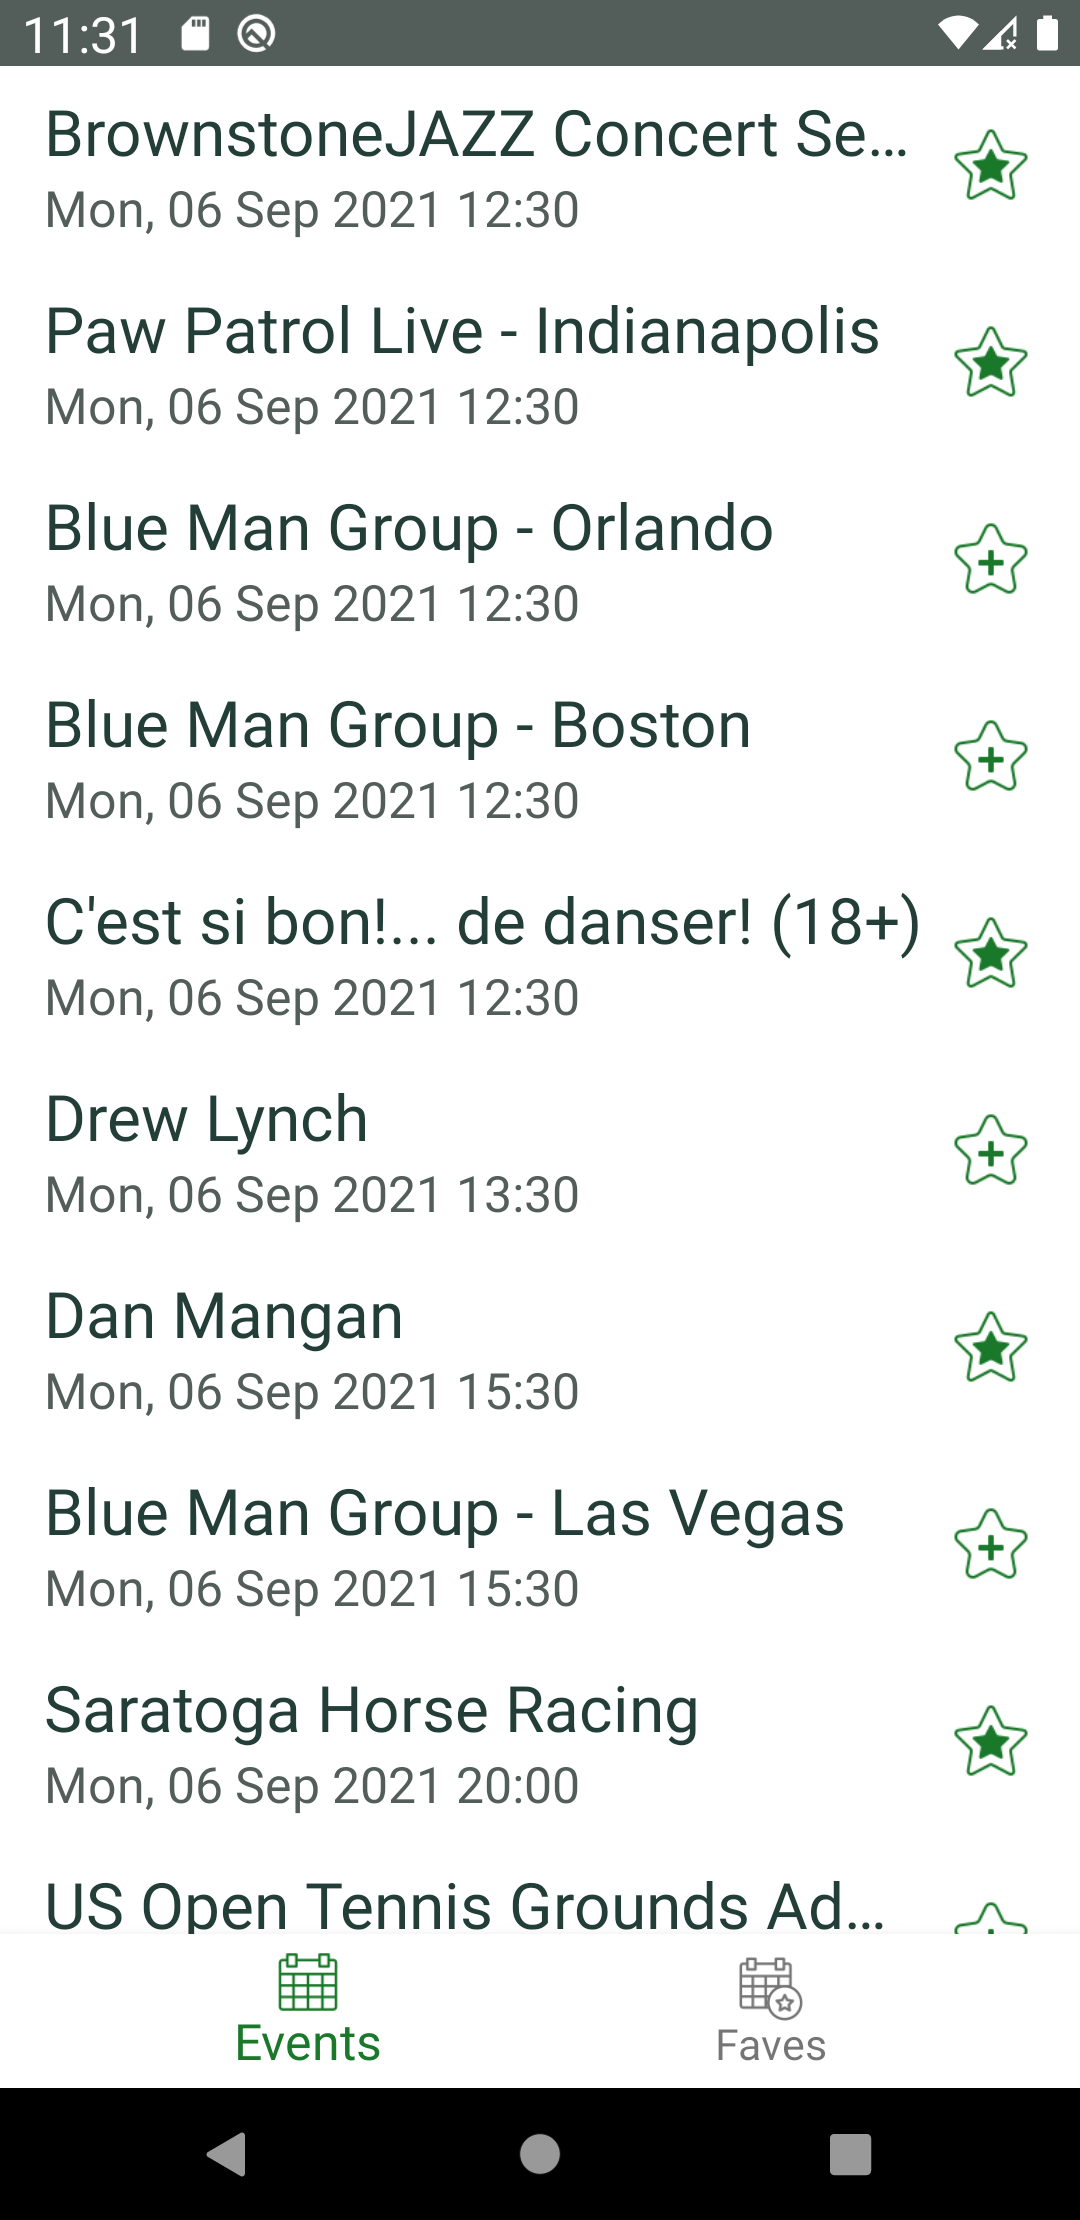 11:31
BrownstoneJAZZ Concert Se...
Mon, 06 Sep 2021 12:30
Paw Patrol Live - Indianapolis
Mon, 06 Sep 2021 12:30
Blue Man Group - Orlando
Mon, 06 Sep 2021 12:30
Blue Man Group - Boston
Mon, 06 Sep 2021 12:30
C'est si bon!... de danser! (18+)
Mon, 06 Sep 2021 12:30
Drew Lynch
Mon, 06 Sep 2021 13:30
Dan Mangan
Mon, 06 Sep 2021 15:30
Blue Man Group - Las Vegas
Mon, 06 Sep 2021 15:30
Saratoga Horse Racing
Mon, 06 Sep 2021 20:00
US Open Tennis Grounds Ad...
Events
Faves